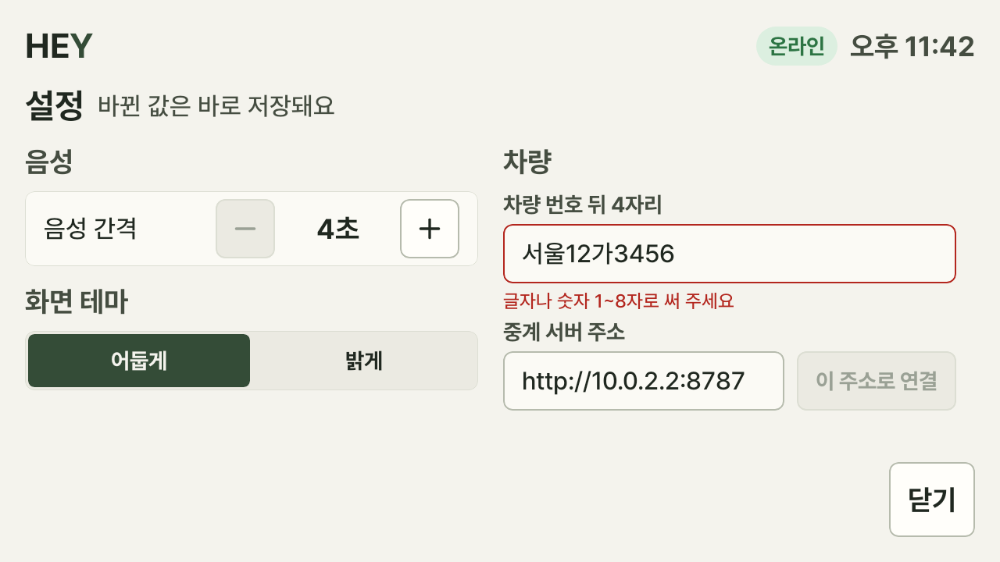 HEY
온라인 오후 11:42
설정 바뀐 값은 바로 저장돼요
음성
음성 간격 − 4초 +
화면 테마
어둡게 밝게
차량
차량 번호 뒤 4자리
서울12가3456
글자나 숫자 1~8자로 써 주세요
중계 서버 주소
http://10.0.2.2:8787 이 주소로 연결
닫기